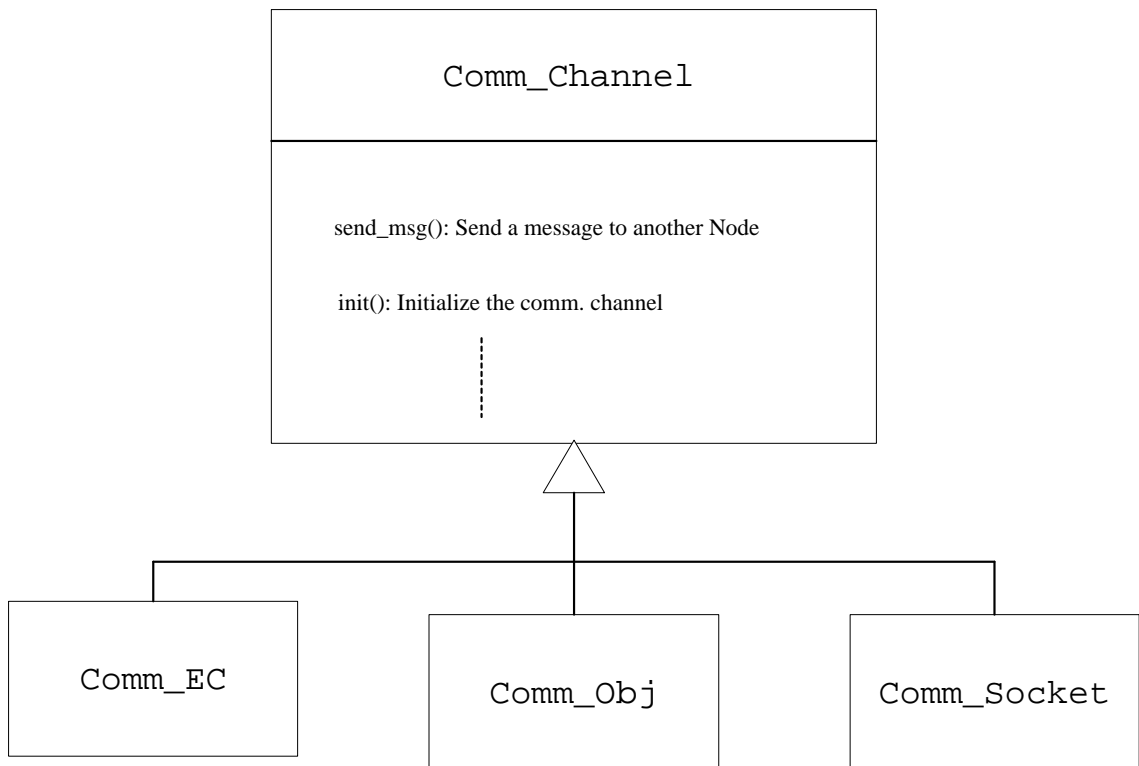 Comm_Channel
send_msg(): Send a message to another Node
init(): Initialize the comm. channel
Comm_EC
Comm_Obj
Comm_Socket